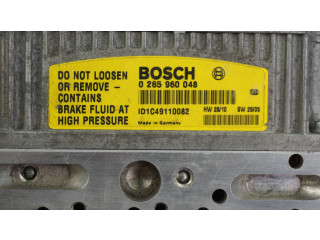 DO NOT LOOSEN
OR REMOVE –
CONTAINS
BRAKE FLUID AT
HIGH PRESSURE
BOSCH
0 265 960 048
ID1C49110082
Made in Germany
HW 28/10 SW 29/05